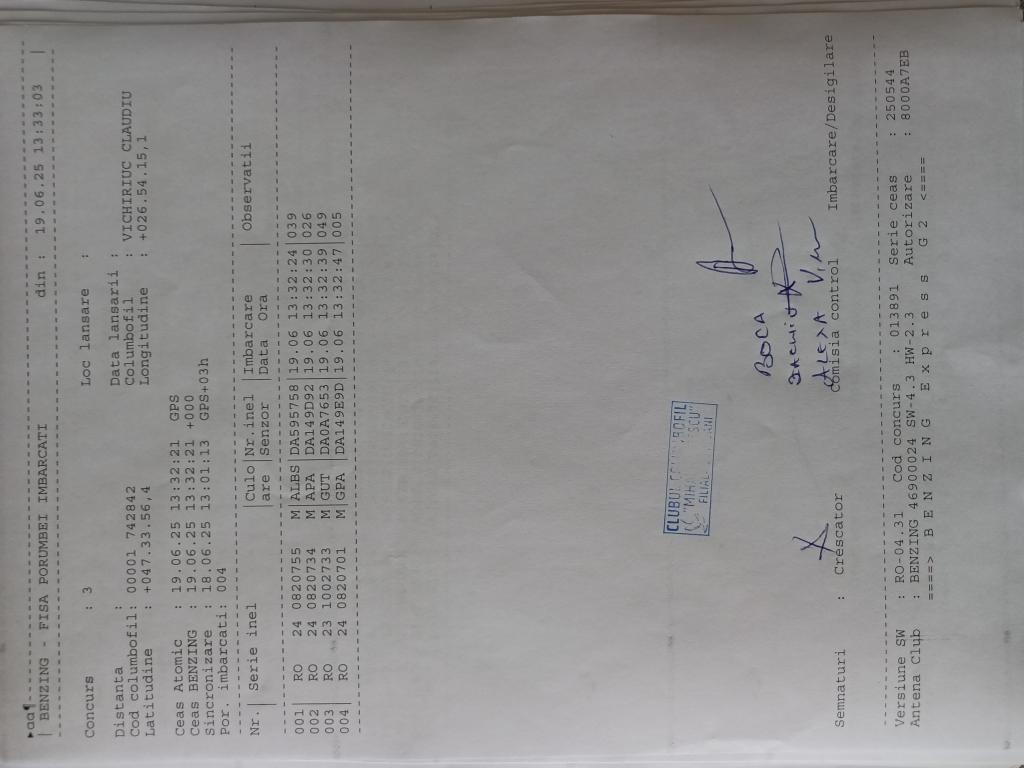 ▸aa¶
| BENZING - FISA PORUMBEI IMBARCATI din : 19.06.25 13:33:03 |
Concurs : 3 Loc lansare :
Distanta : Data lansarii :
Cod columbofil: 00001 742842 Columbofil : VICHIRIUC CLAUDIU
Latitudine : +047.33.56,4 Longitudine : +026.54.15,1
Ceas Atomic : 19.06.25 13:32:21 GPS
Ceas BENZING : 19.06.25 13:32:21 +000
Sincronizare : 18.06.25 13:01:13 GPS+03h
Por. imbarcati: 004
Nr.| Serie inel |Culo|Nr.inel |Imbarcare | Observatii
|are |Senzor |Data Ora |
001| RO 24 0820755 M|ALBS|DA595758|19.06 13:32:24|039
002| RO 24 0820734 M|APA |DA149D92|19.06 13:32:30|026
003| RO 23 1002733 M|GUT |DA0A7653|19.06 13:32:39|049
004| RO 24 0820701 M|GPA |DA149E9D|19.06 13:32:47|005
CLUBUL COLUMBOFIL
"MIHAI
FILIALA
BOCA
ALEXA
Semnaturi : Crescator Comisia control Imbarcare/Desigilare
Versiune SW : RO-04.31 Cod concurs : 013891 Serie ceas : 250544
Antena Club : BENZING 46900024 SW-4.3 HW-2.3 Autorizare : 8000A7EB
====> B E N Z I N G E x p r e s s G 2 <====